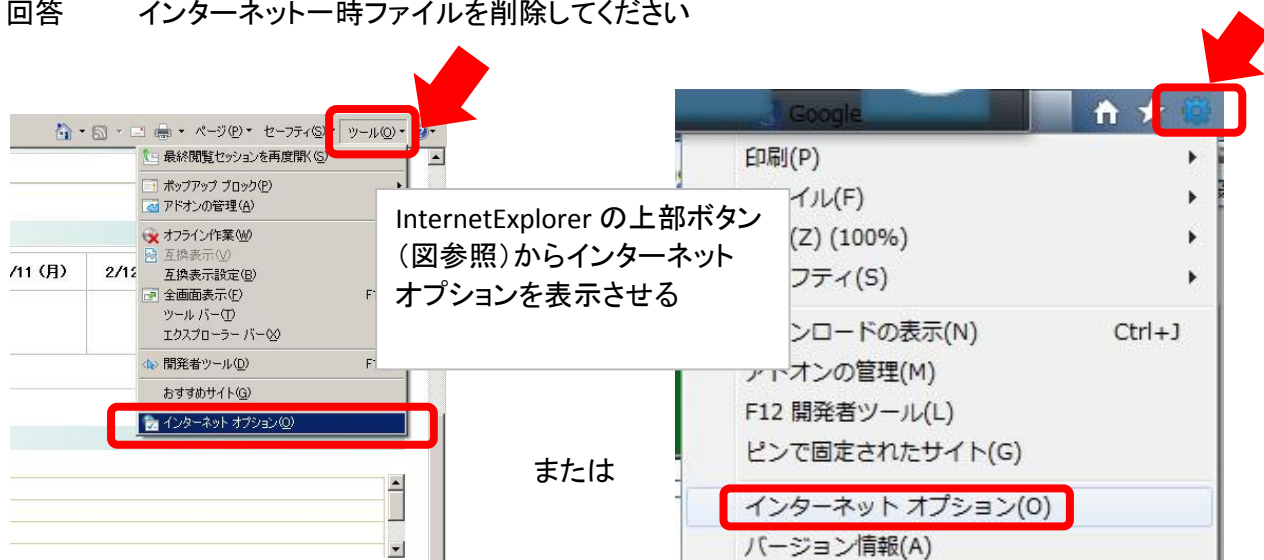 回答 インターネット一時ファイルを削除してください
ページ(P) セーフティ(S) ツール(O)
最終閲覧セッションを再度開く(S)
ポップアップ ブロック(P)
アドオンの管理(A)
オフライン作業(W)
互換表示(V)
/11 (月) 2/12
互換表示設定(B)
全画面表示(F) F
ツール バー(T)
エクスプローラー バー(X)
開発者ツール(D) F
おすすめサイト(G)
インターネット オプション(O)
InternetExplorer の上部ボタン
(図参照)からインターネット
オプションを表示させる
または
Google
印刷(P)
イル(F)
(Z) (100%)
フティ(S)
ンロードの表示(N) Ctrl+J
アドオンの管理(M)
F12 開発者ツール(L)
ピンで固定されたサイト(G)
インターネット オプション(O)
バージョン情報(A)